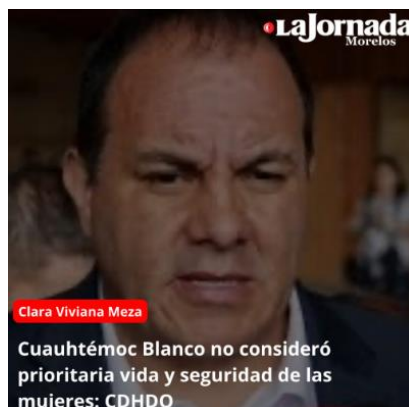 LaJornada
Morelos
Clara Viviana Meza
Cuauhtémoc Blanco no consideró
prioritaria vida y seguridad de las
mujeres: CDHDO